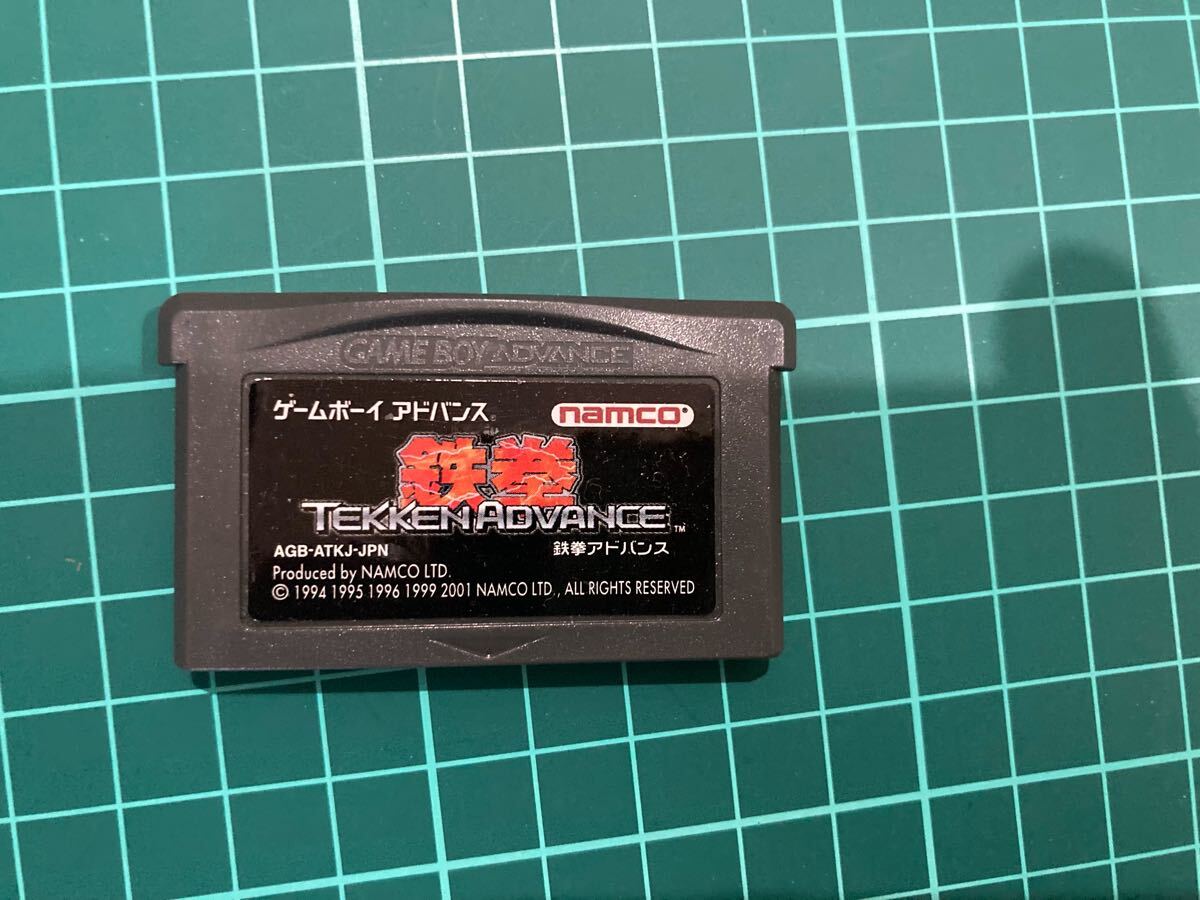 GAME BOY ADVANCE
ゲームボーイ アドバンス
namco
鉄拳
TEKKEN ADVANCE™
AGB-ATKJ-JPN
鉄拳アドバンス
Produced by NAMCO LTD.
© 1994 1995 1996 1999 2001 NAMCO LTD., ALL RIGHTS RESERVED